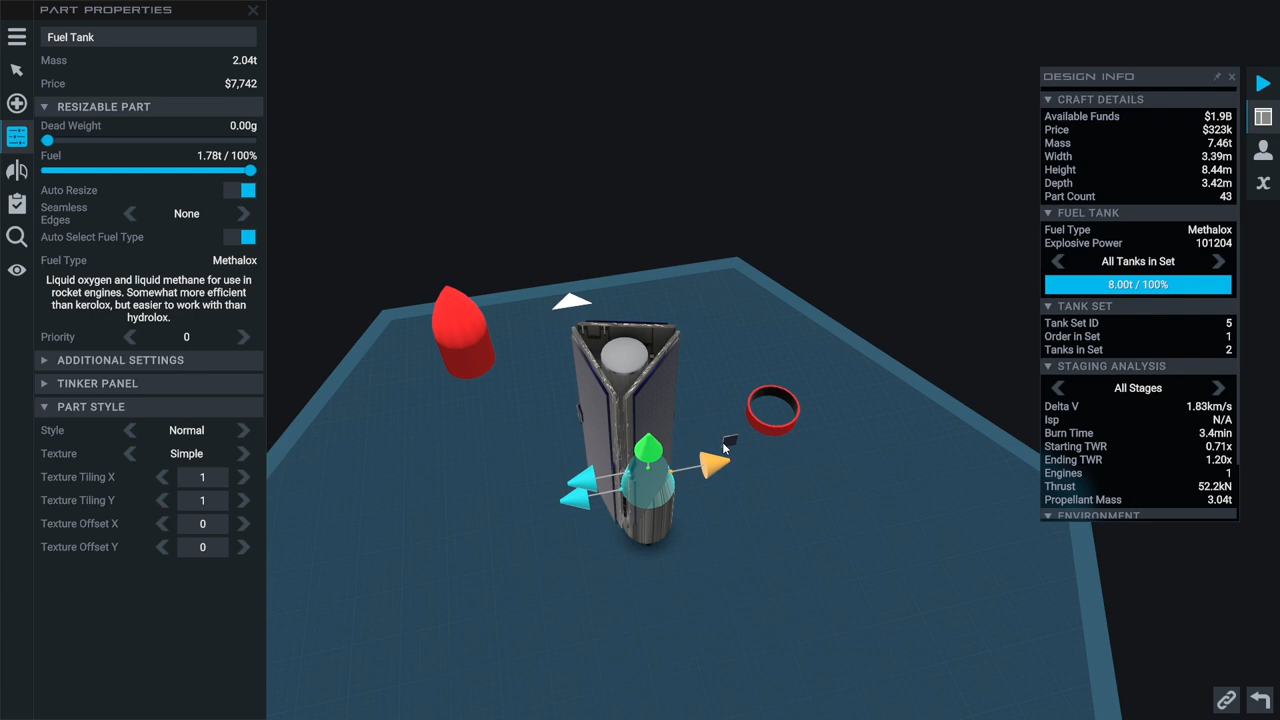 PART PROPERTIES
Fuel Tank
Mass 2.04t
Price $7,742
RESIZABLE PART
Dead Weight 0.00g
Fuel 1.78t / 100%
Auto Resize
Seamless
Edges
None
Auto Select Fuel Type
Fuel Type Methalox
Liquid oxygen and liquid methane for use in
rocket engines. Somewhat more efficient
than kerolox, but easier to work with than
hydrolox.
Priority 0
ADDITIONAL SETTINGS
TINKER PANEL
PART STYLE
Style Normal
Texture Simple
Texture Tiling X 1
Texture Tiling Y 1
Texture Offset X 0
Texture Offset Y 0
DESIGN INFO
CRAFT DETAILS
Available Funds $1.9B
Price $323k
Mass 7.46t
Width 3.39m
Height 8.44m
Depth 3.42m
Part Count 43
FUEL TANK
Fuel Type Methalox
Explosive Power 101204
All Tanks in Set
8.00t / 100%
TANK SET
Tank Set ID 5
Order in Set 1
Tanks in Set 2
STAGING ANALYSIS
All Stages
Delta V 1.83km/s
Isp N/A
Burn Time 3.4min
Starting TWR 0.71x
Ending TWR 1.20x
Engines 1
Thrust 52.2kN
Propellant Mass 3.04t
ENVIRONMENT